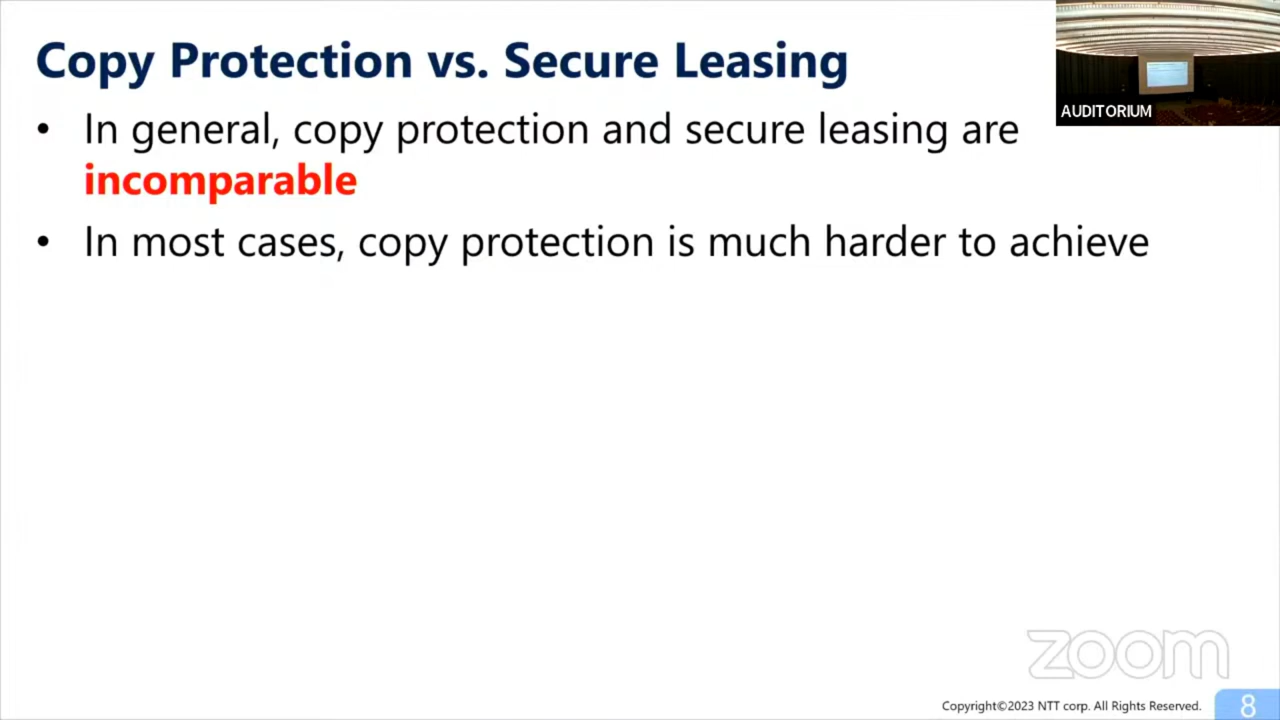 Copy Protection vs. Secure Leasing
AUDITORIUM
• In general, copy protection and secure leasing are
incomparable
• In most cases, copy protection is much harder to achieve
zoom
Copyright©2023 NTT corp. All Rights Reserved.
8